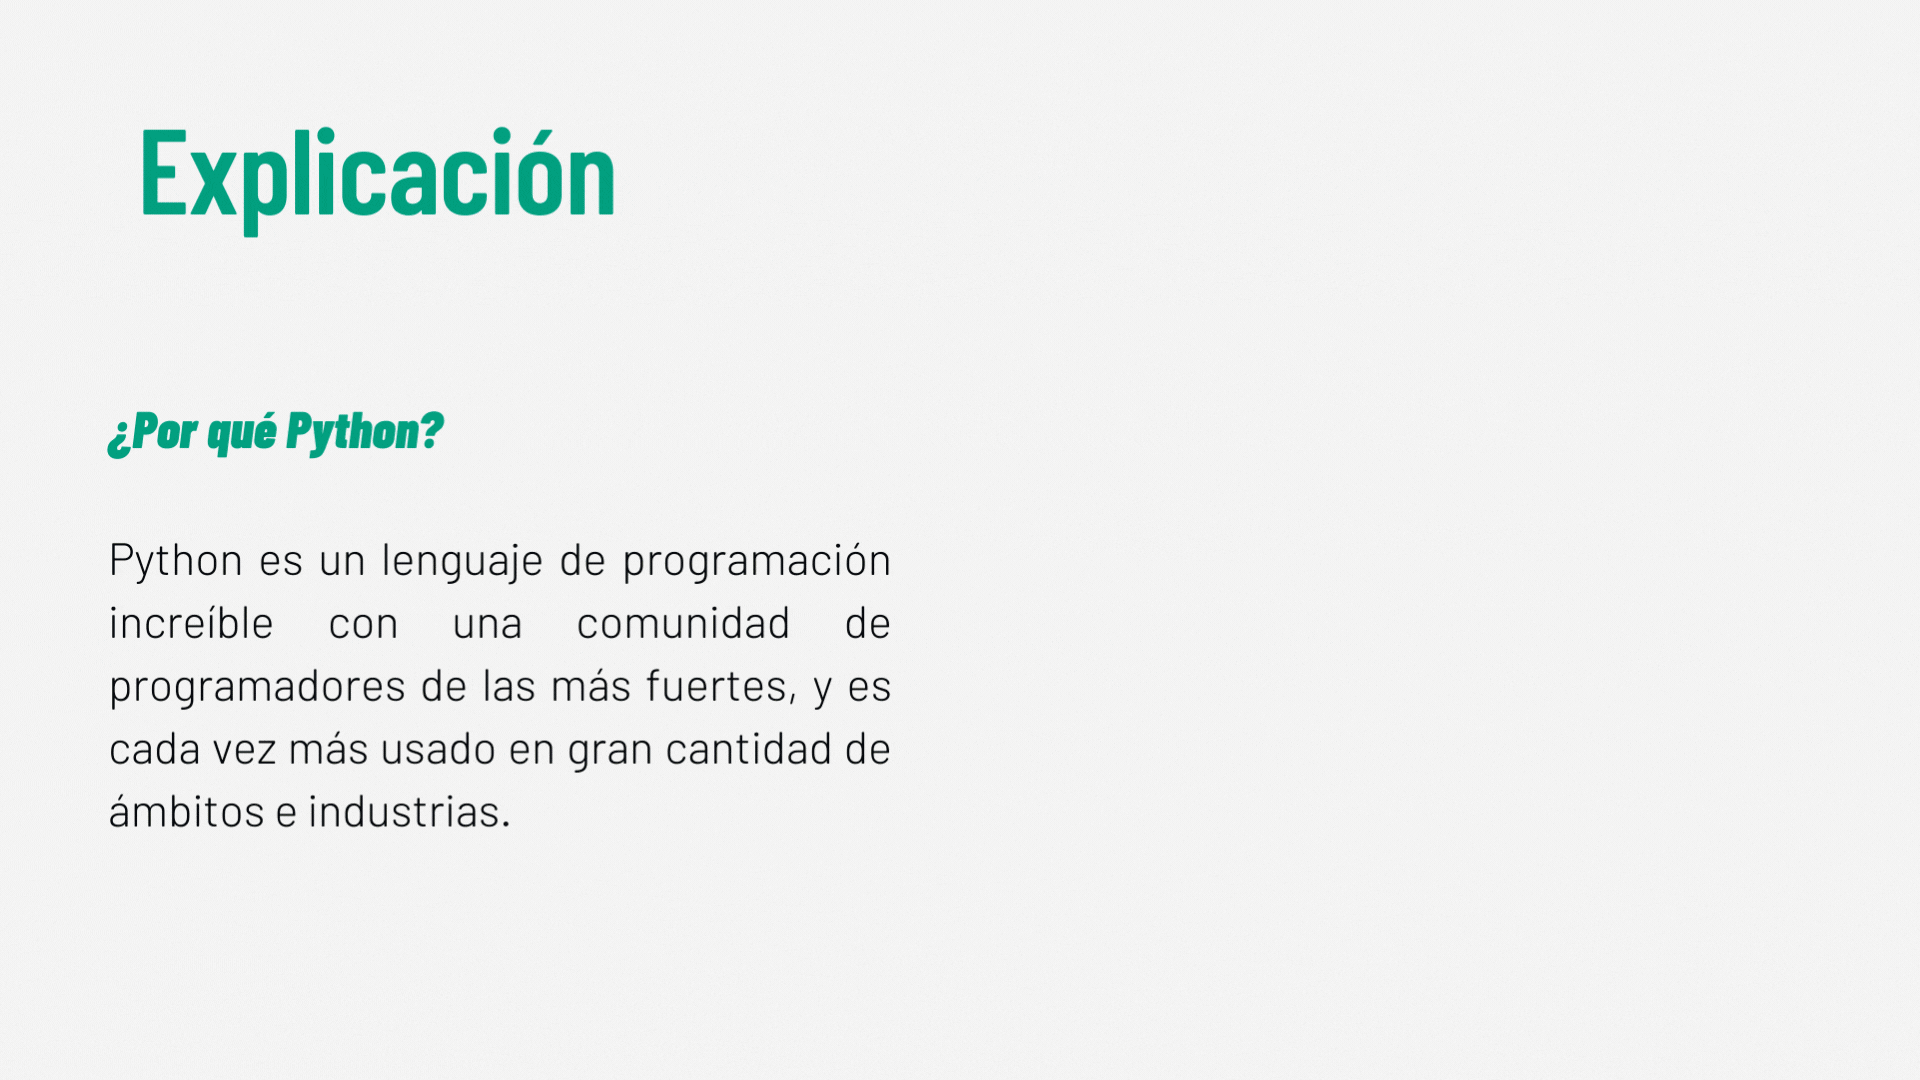 Explicación
¿Por qué Python?
Python es un lenguaje de programación
increíble con una comunidad de
programadores de las más fuertes, y es
cada vez más usado en gran cantidad de
ámbitos e industrias.